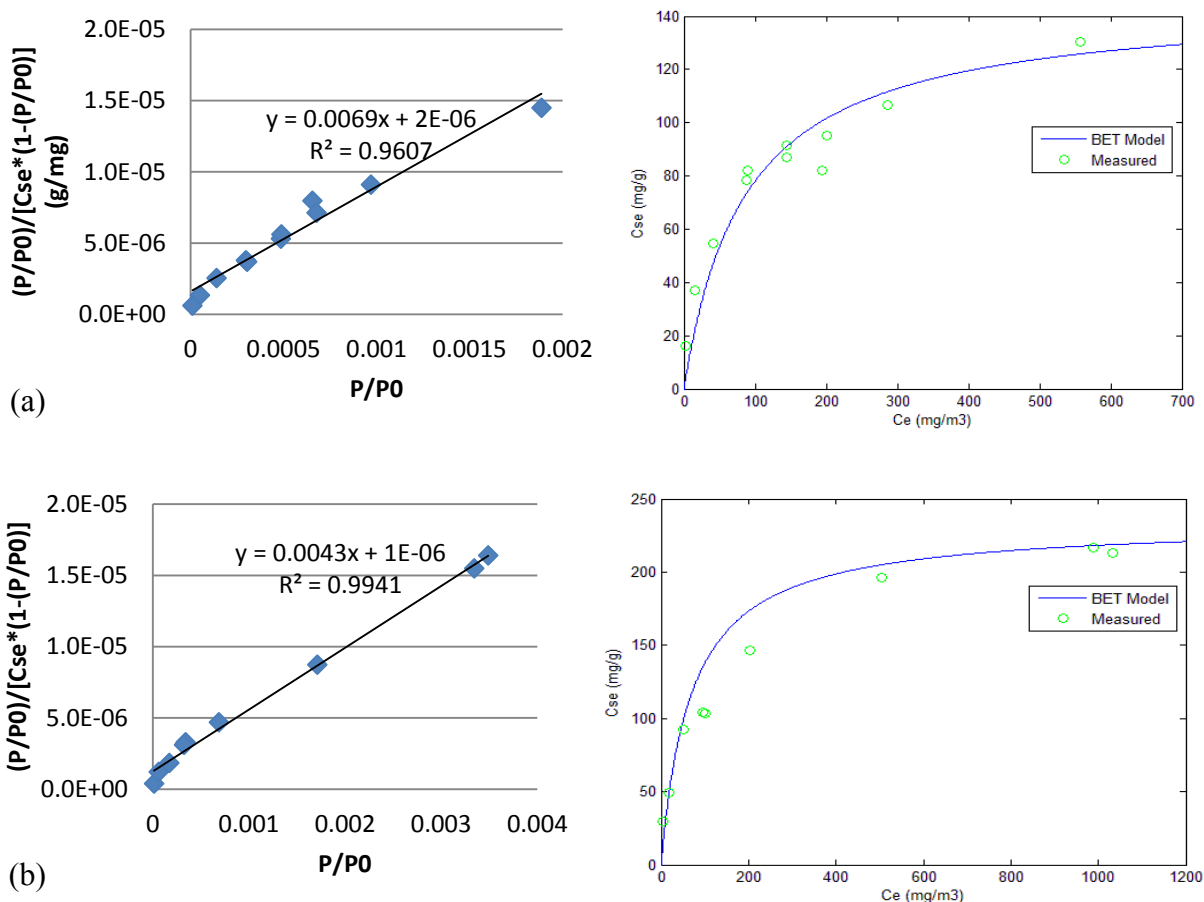 (P/P0)/[Cse*(1-(P/P0)]
(g/mg)
2.0E-05
1.5E-05
1.0E-05
5.0E-06
0.0E+00
y = 0.0069x + 2E-06
R² = 0.9607
0 0.0005 0.001 0.0015 0.002
P/P0
(a)
Cse (mg/g)
140
120
100
80
60
40
20
0
BET Model
Measured
0 100 200 300 400 500 600 700
Ce (mg/m3)
(P/P0)/[Cse*(1-(P/P0)]
(g/mg)
2.0E-05
1.5E-05
1.0E-05
5.0E-06
0.0E+00
y = 0.0043x + 1E-06
R² = 0.9941
0 0.001 0.002 0.003 0.004
P/P0
(b)
Cse (mg/g)
250
200
150
100
50
0
BET Model
Measured
0 200 400 600 800 1000 1200
Ce (mg/m3)